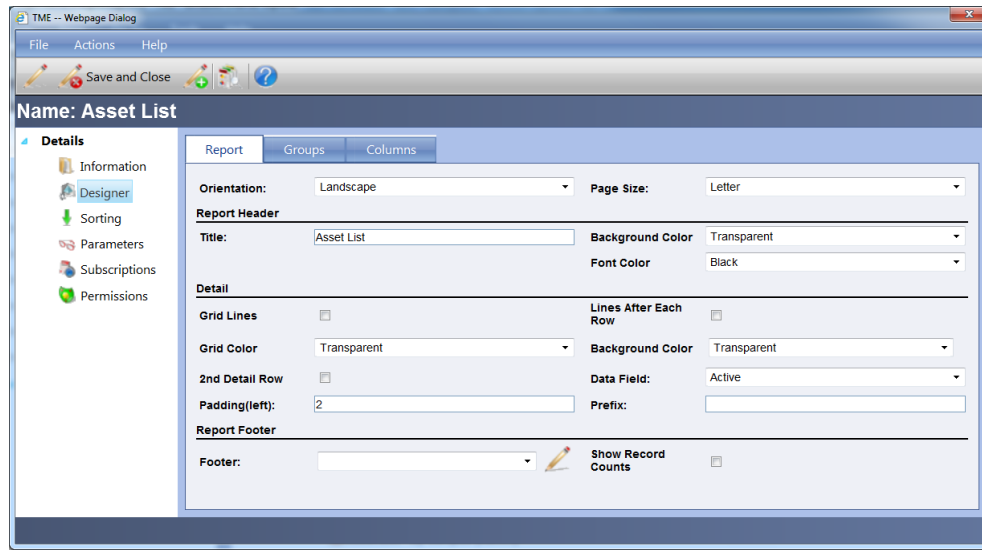 TME -- Webpage Dialog
x
File Actions Help
Save and Close
?
Name: Asset List
Details
Information
Designer
Sorting
Parameters
Subscriptions
Permissions
Report Groups Columns
Orientation: Landscape Page Size: Letter
Report Header
Title: Asset List Background Color Transparent
Font Color Black
Detail
Grid Lines Lines After Each
Row
Grid Color Transparent Background Color Transparent
2nd Detail Row Data Field: Active
Padding(left): 2 Prefix:
Report Footer
Footer: Show Record
Counts